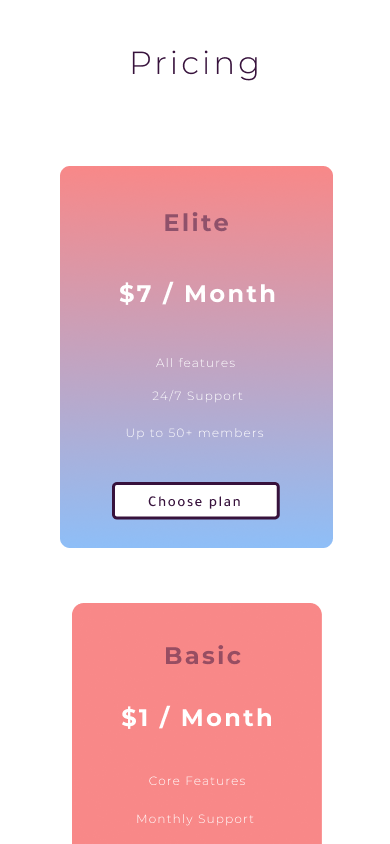 Pricing
Elite
$7 / Month
All features
24/7 Support
Up to 50+ members
Choose plan
Basic
$1 / Month
Core Features
Monthly Support